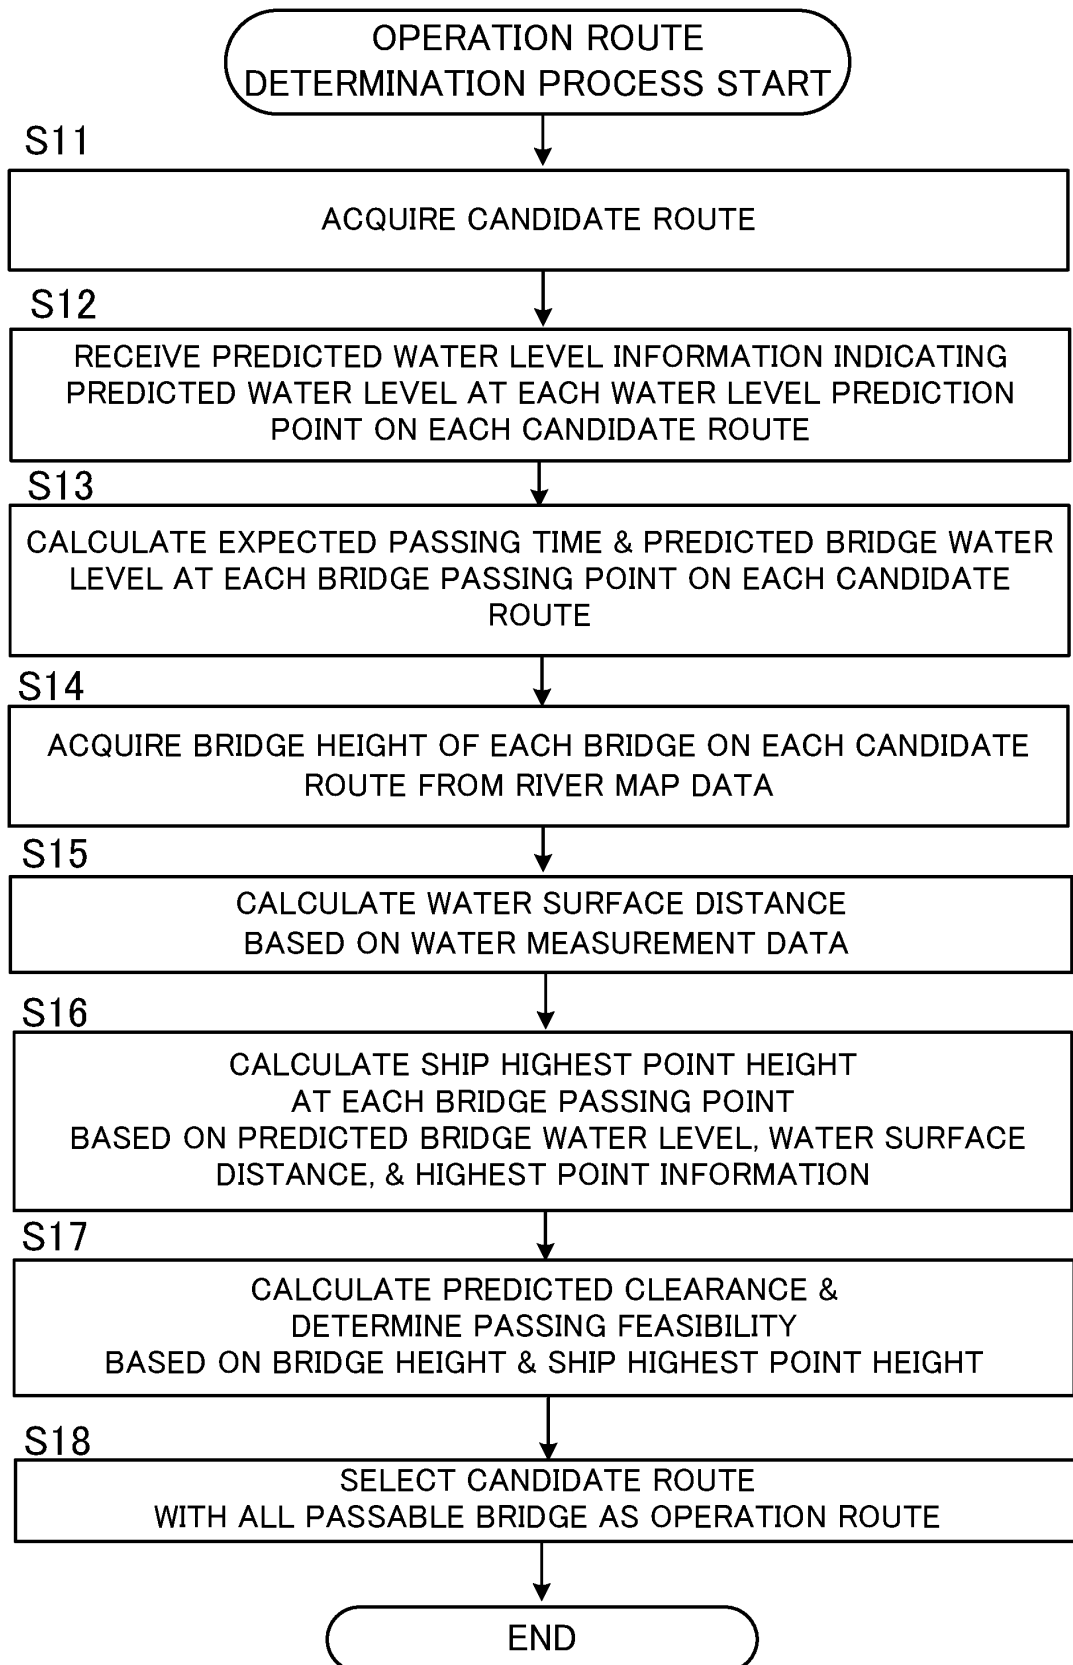 OPERATION ROUTE
DETERMINATION PROCESS START
S11
ACQUIRE CANDIDATE ROUTE
S12
RECEIVE PREDICTED WATER LEVEL INFORMATION INDICATING
PREDICTED WATER LEVEL AT EACH WATER LEVEL PREDICTION
POINT ON EACH CANDIDATE ROUTE
S13
CALCULATE EXPECTED PASSING TIME & PREDICTED BRIDGE WATER
LEVEL AT EACH BRIDGE PASSING POINT ON EACH CANDIDATE
ROUTE
S14
ACQUIRE BRIDGE HEIGHT OF EACH BRIDGE ON EACH CANDIDATE
ROUTE FROM RIVER MAP DATA
S15
CALCULATE WATER SURFACE DISTANCE
BASED ON WATER MEASUREMENT DATA
S16
CALCULATE SHIP HIGHEST POINT HEIGHT
AT EACH BRIDGE PASSING POINT
BASED ON PREDICTED BRIDGE WATER LEVEL, WATER SURFACE
DISTANCE, & HIGHEST POINT INFORMATION
S17
CALCULATE PREDICTED CLEARANCE &
DETERMINE PASSING FEASIBILITY
BASED ON BRIDGE HEIGHT & SHIP HIGHEST POINT HEIGHT
S18
SELECT CANDIDATE ROUTE
WITH ALL PASSABLE BRIDGE AS OPERATION ROUTE
END